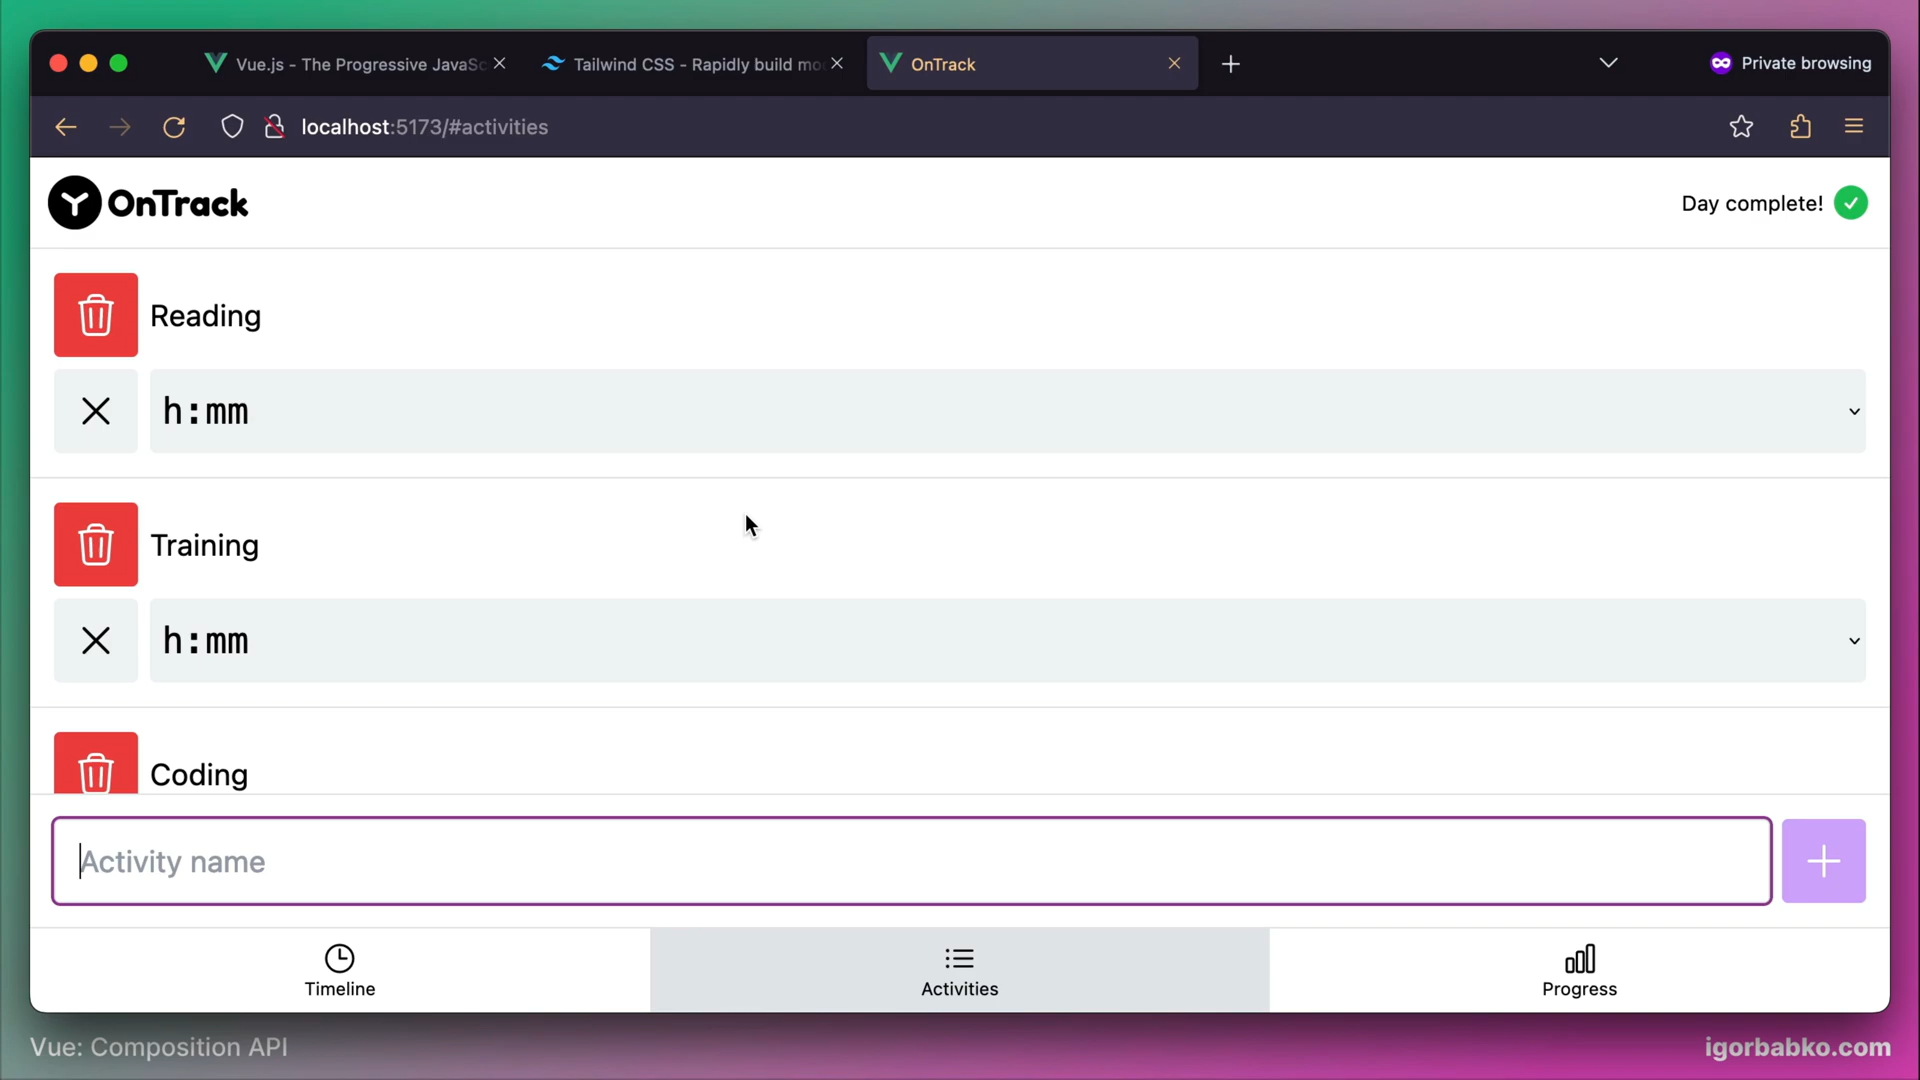 Vue.js - The Progressive JavaSc
Tailwind CSS - Rapidly build mo
OnTrack
Private browsing
localhost:5173/#activities
OnTrack
Day complete!
Reading
h:mm
Training
h:mm
Coding
Activity name
Timeline
Activities
Progress
Vue: Composition API
igorbabko.com